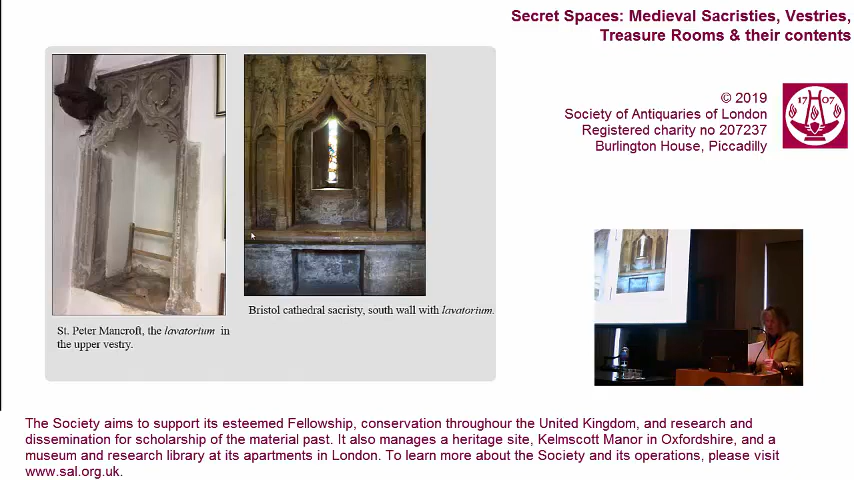 Secret Spaces: Medieval Sacristies, Vestries,
Treasure Rooms & their contents
© 2019
Society of Antiquaries of London
Registered charity no 207237
Burlington House, Piccadilly
17 07
St. Peter Mancroft, the lavatorium in
the upper vestry.
Bristol cathedral sacristy, south wall with lavatorium.
The Society aims to support its esteemed Fellowship, conservation throughour the United Kingdom, and research and
dissemination for scholarship of the material past. It also manages a heritage site, Kelmscott Manor in Oxfordshire, and a
museum and research library at its apartments in London. To learn more about the Society and its operations, please visit
www.sal.org.uk.